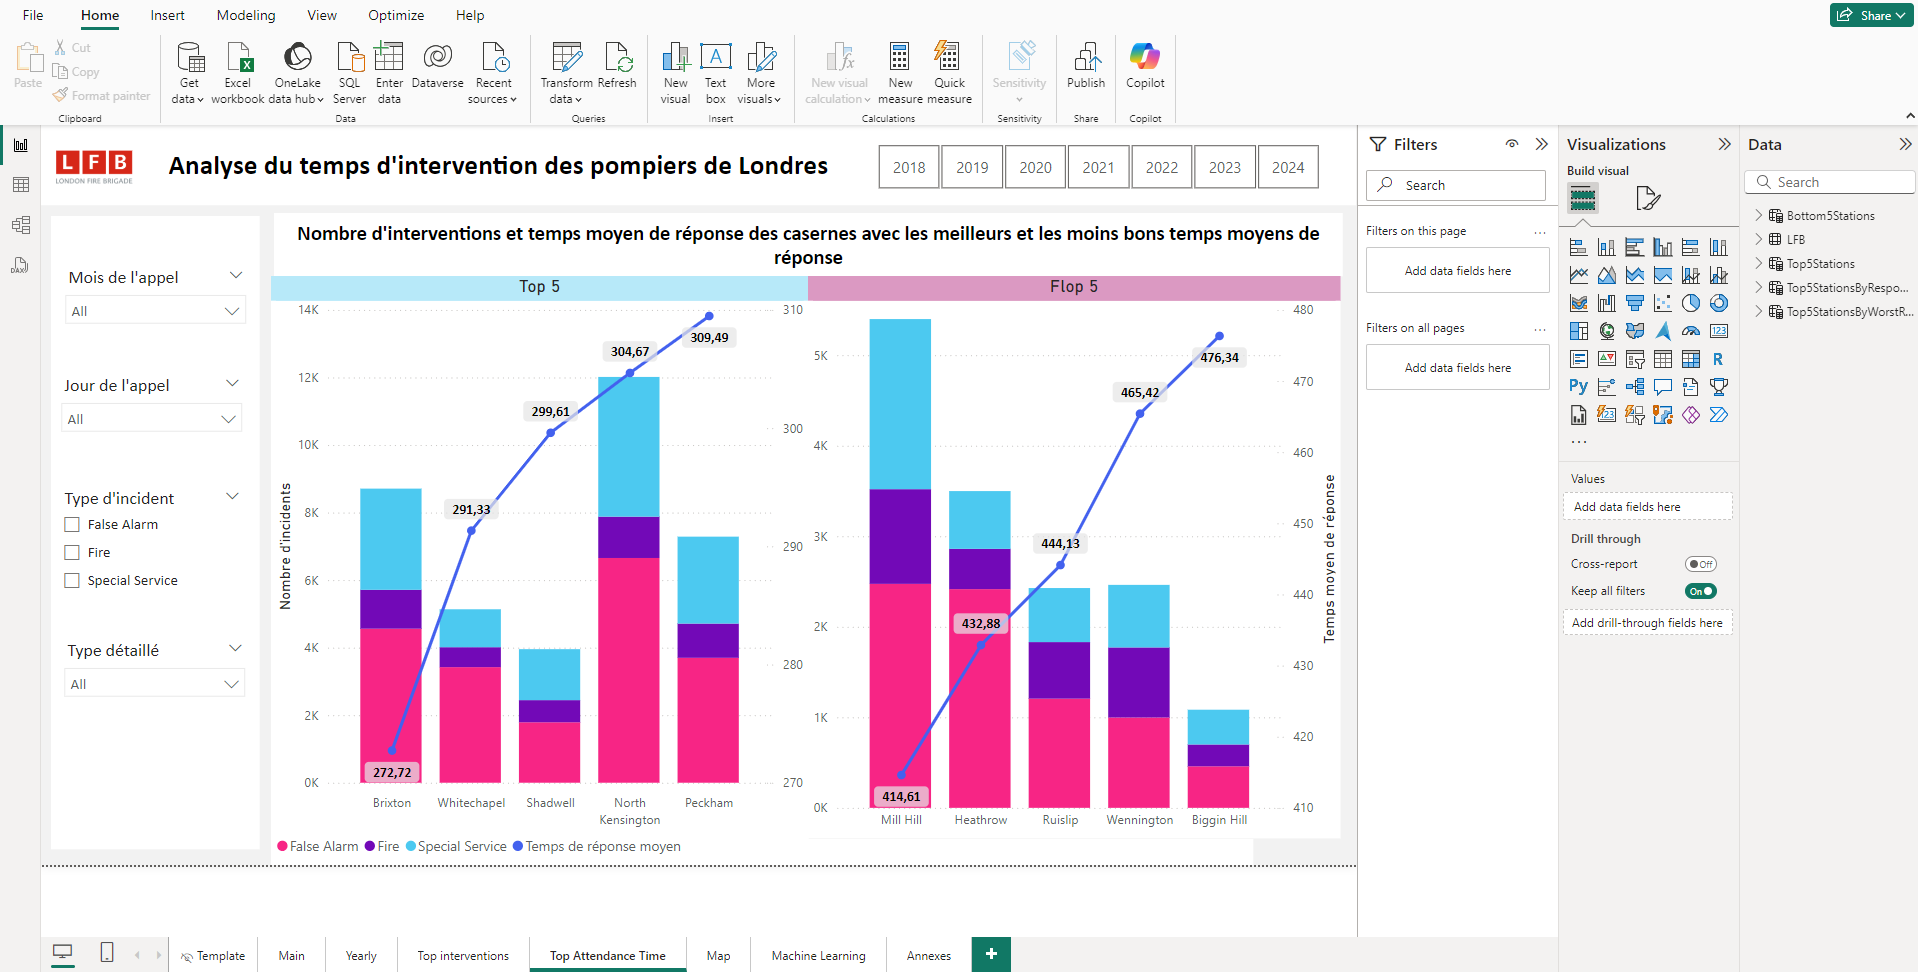 File Home Insert Modeling View Optimize Help Share
Paste Cut Copy Format painter
Get data Excel workbook OneLake data hub SQL Server Enter data Dataverse Recent sources
Transform data Refresh New visual Text box More visuals New visual calculation New measure Quick measure
Sensitivity Publish Copilot
Clipboard Data Queries Insert Calculations Sensitivity Share Copilot
LFB
LONDON FIRE BRIGADE
Analyse du temps d'intervention des pompiers de Londres
2018 2019 2020 2021 2022 2023 2024
Mois de l'appel
All
Jour de l'appel
All
Type d'incident
False Alarm
Fire
Special Service
Type détaillé
All
Nombre d'interventions et temps moyen de réponse des casernes avec les meilleurs et les moins bons temps moyens de
réponse
Top 5
14K
12K
10K
8K
6K
4K
2K
0K
Nombre d'incidents
310
300
290
280
270
272,72
291,33
299,61
304,67
309,49
Brixton Whitechapel Shadwell North Kensington Peckham
Flop 5
5K
4K
3K
2K
1K
0K
480
470
460
450
440
430
420
410
Temps moyen de réponse
414,61
432,88
444,13
465,42
476,34
Mill Hill Heathrow Ruislip Wennington Biggin Hill
False Alarm Fire Special Service Temps de réponse moyen
Filters
Search
Filters on this page ...
Add data fields here
Filters on all pages ...
Add data fields here
Visualizations
Build visual
123
R
Py
123
...
Values
Add data fields here
Drill through
Cross-report Off
Keep all filters On
Add drill-through fields here
Data
Search
Bottom5Stations
LFB
Top5Stations
Top5StationsByRespo...
Top5StationsByWorstR...
Template Main Yearly Top interventions Top Attendance Time Map Machine Learning Annexes +